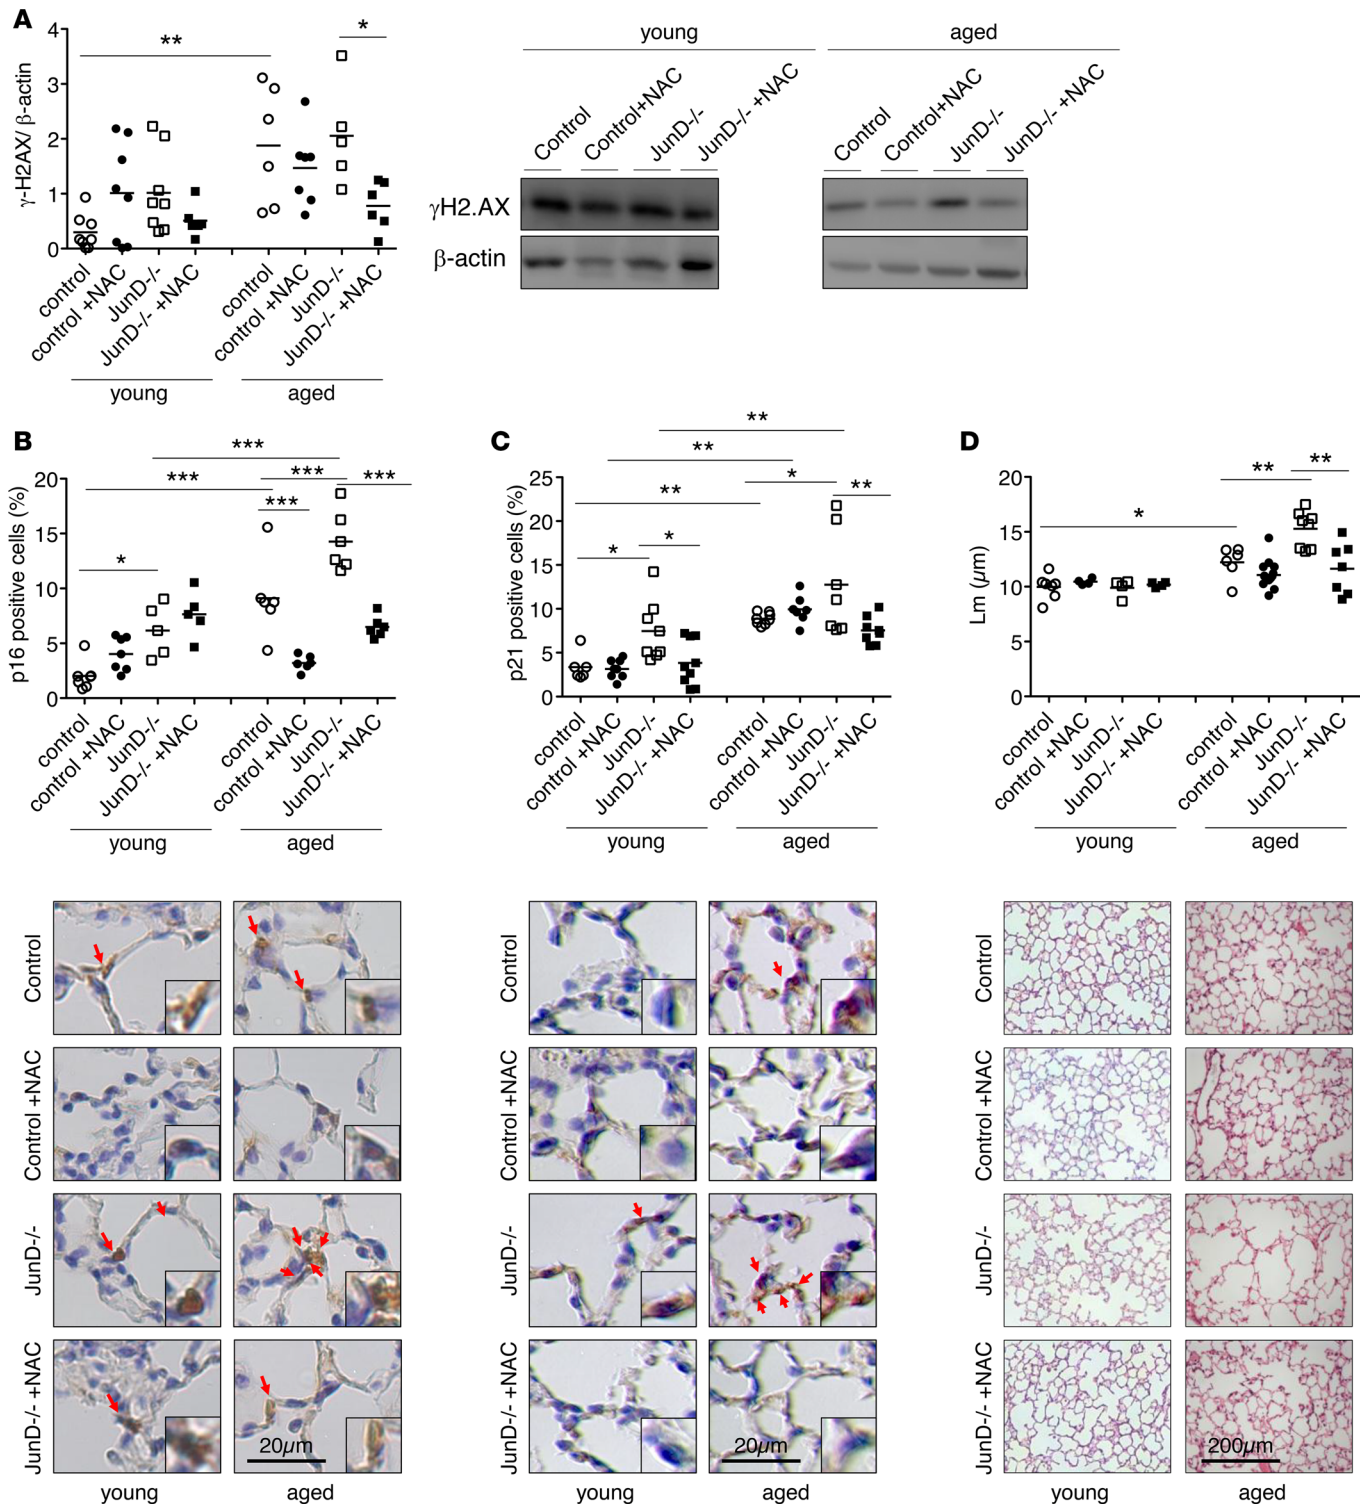 A
γ-H2AX/ β-actin
4
3
2
1
0
**
*
control
control +NAC
JunD-/-
JunD-/- +NAC
control
control +NAC
JunD-/-
JunD-/- +NAC
young
aged
young
aged
Control
Control+NAC
JunD-/-
JunD-/- +NAC
Control
Control+NAC
JunD-/-
JunD-/- +NAC
γH2.AX
β-actin
B
p16 positive cells (%)
20
15
10
5
0
***
***
***
***
***
*
control
control +NAC
JunD-/-
JunD-/- +NAC
control
control +NAC
JunD-/-
JunD-/- +NAC
young
aged
C
p21 positive cells (%)
25
20
15
10
5
0
**
**
*
**
**
*
*
control
control +NAC
JunD-/-
JunD-/- +NAC
control
control +NAC
JunD-/-
JunD-/- +NAC
young
aged
D
Lm (µm)
20
15
10
5
0
**
**
*
control
control +NAC
JunD-/-
JunD-/- +NAC
control
control +NAC
JunD-/-
JunD-/- +NAC
young
aged
Control
Control +NAC
JunD-/-
JunD-/- +NAC
20µm
young
aged
Control
Control +NAC
JunD-/-
JunD-/- +NAC
20µm
young
aged
Control
Control +NAC
JunD-/-
JunD-/- +NAC
200µm
young
aged